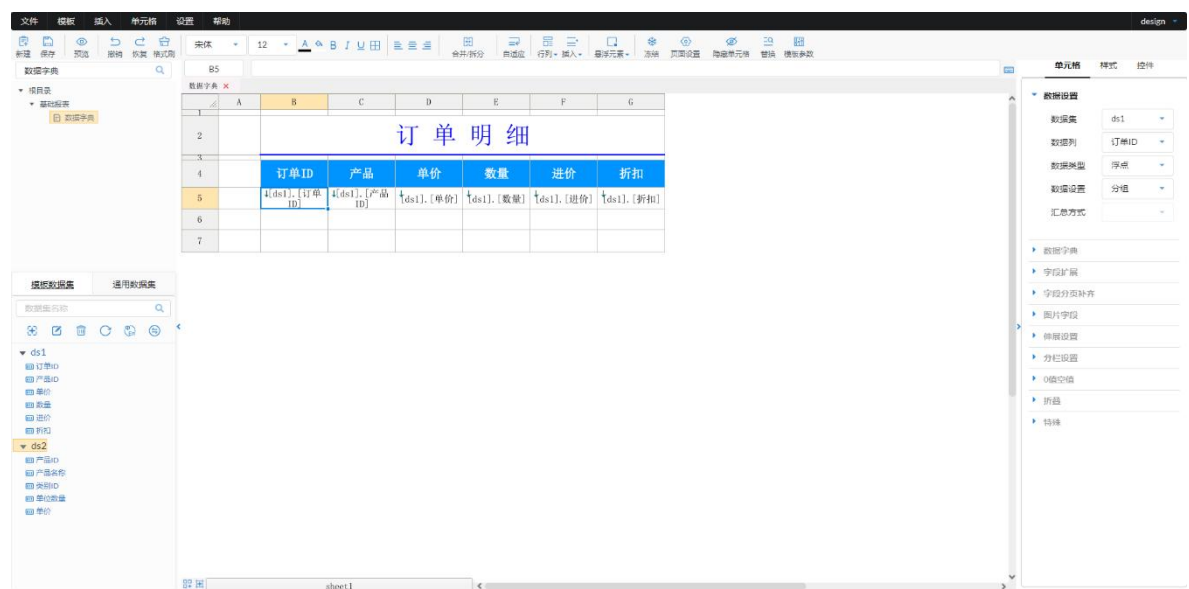 文件 模板 插入 单元格 设置 帮助 design
新建 保存 预览 撤销 恢复 格式刷 宋体 12 B I U 合并/拆分 自适应 行列 插入 悬浮元素 冻结 页面设置 隐藏单元格 替换 模板参数
数据字典 B5 单元格 样式 控件
数据字典 ×
根目录
基础报表
数据字典
A B C D E F G
1
2 订单明细
3
4 订单ID 产品 单价 数量 进价 折扣
5 [ds1].[订单ID] [ds1].[产品ID] [ds1].[单价] [ds1].[数量] [ds1].[进价] [ds1].[折扣]
6
7
数据设置
数据集 ds1
数据列 订单ID
数据类型 浮点
数据设置 分组
汇总方式
数据字典
字段扩展
字段分页补齐
图片字段
伸展设置
分栏设置
0值空值
折叠
特殊
模板数据集 通用数据集
数据集名称
ds1
订单ID
产品ID
单价
数量
进价
折扣
ds2
产品ID
产品名称
类别ID
单位数量
单价
sheet1